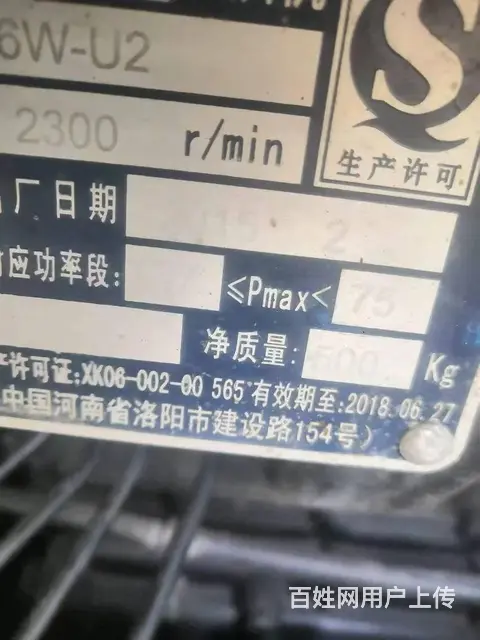 6W-U2
2300 r/min
生产许可
厂日期
应功率段: ≤Pmax< 75
净质量: 500 Kg
许可证:XK06-002-00 565 有效期至:2018.06.27
中国河南省洛阳市建设路154号)
百姓网用户上传